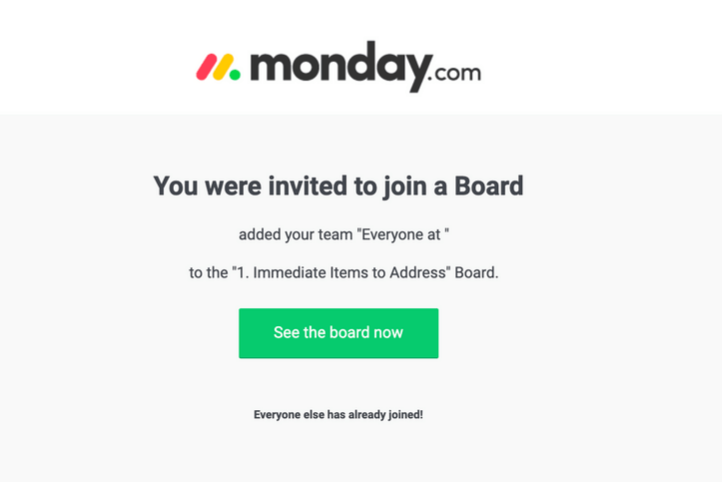 monday.com
You were invited to join a Board
added your team "Everyone at "
to the "1. Immediate Items to Address" Board.
See the board now
Everyone else has already joined!